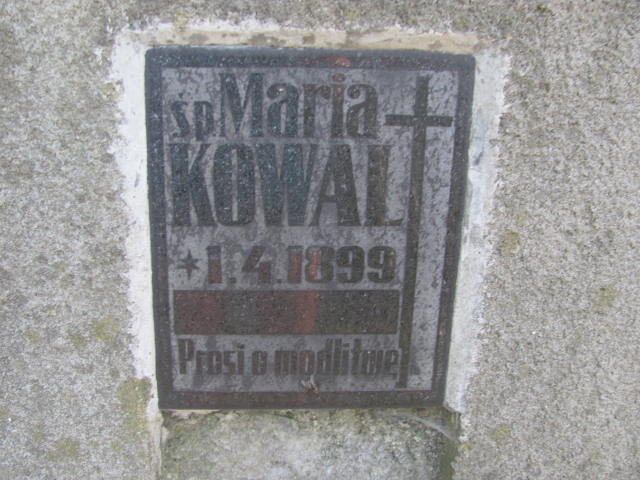 śp Maria
KOWAL
*1.4.1899
Prosi o modlitwę